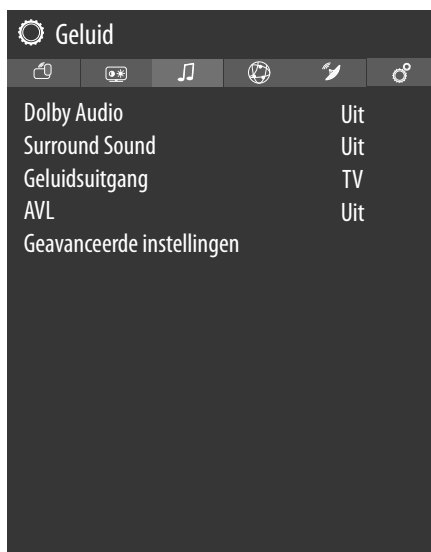 Geluid
Dolby Audio Uit
Surround Sound Uit
Geluidsuitgang TV
AVL Uit
Geavanceerde instellingen